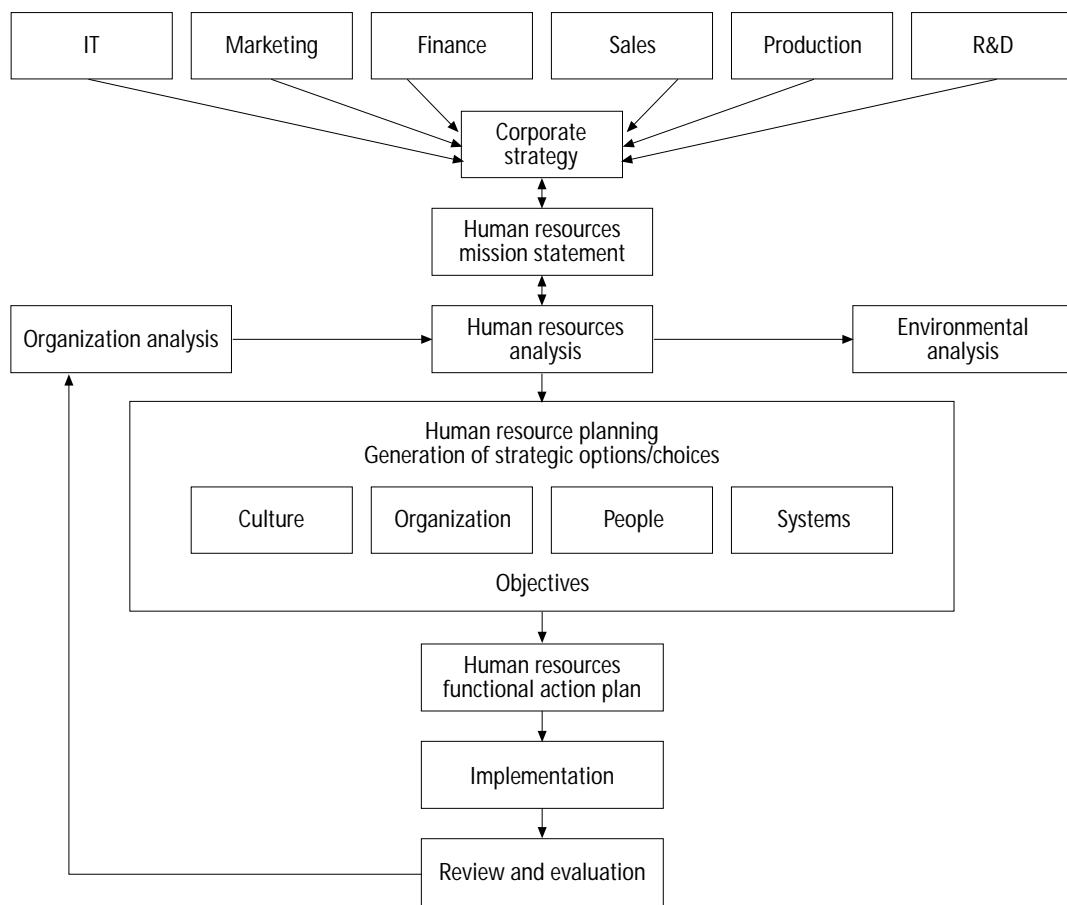 IT
Marketing
Finance
Sales
Production
R&D
Corporate
strategy
Human resources
mission statement
Organization analysis
Human resources
analysis
Environmental
analysis
Human resource planning
Generation of strategic options/choices
Culture
Organization
People
Systems
Objectives
Human resources
functional action plan
Implementation
Review and evaluation